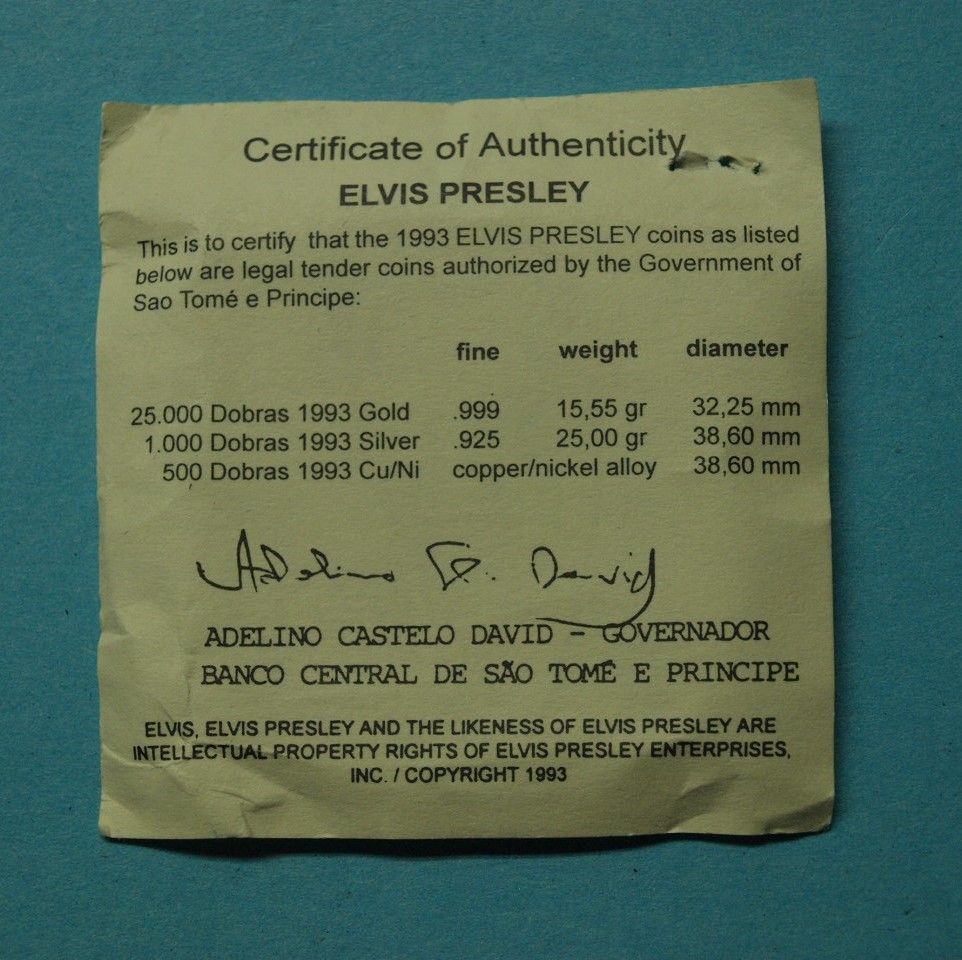 Certificate of Authenticity
ELVIS PRESLEY
This is to certify that the 1993 ELVIS PRESLEY coins as listed
below are legal tender coins authorized by the Government of
Sao Tomé e Principe:
fine weight diameter
25.000 Dobras 1993 Gold .999 15,55 gr 32,25 mm
1.000 Dobras 1993 Silver .925 25,00 gr 38,60 mm
500 Dobras 1993 Cu/Ni copper/nickel alloy 38,60 mm
Adelino C. David
ADELINO CASTELO DAVID - GOVERNADOR
BANCO CENTRAL DE SÃO TOMÉ E PRINCIPE
ELVIS, ELVIS PRESLEY AND THE LIKENESS OF ELVIS PRESLEY ARE
INTELLECTUAL PROPERTY RIGHTS OF ELVIS PRESLEY ENTERPRISES,
INC. / COPYRIGHT 1993